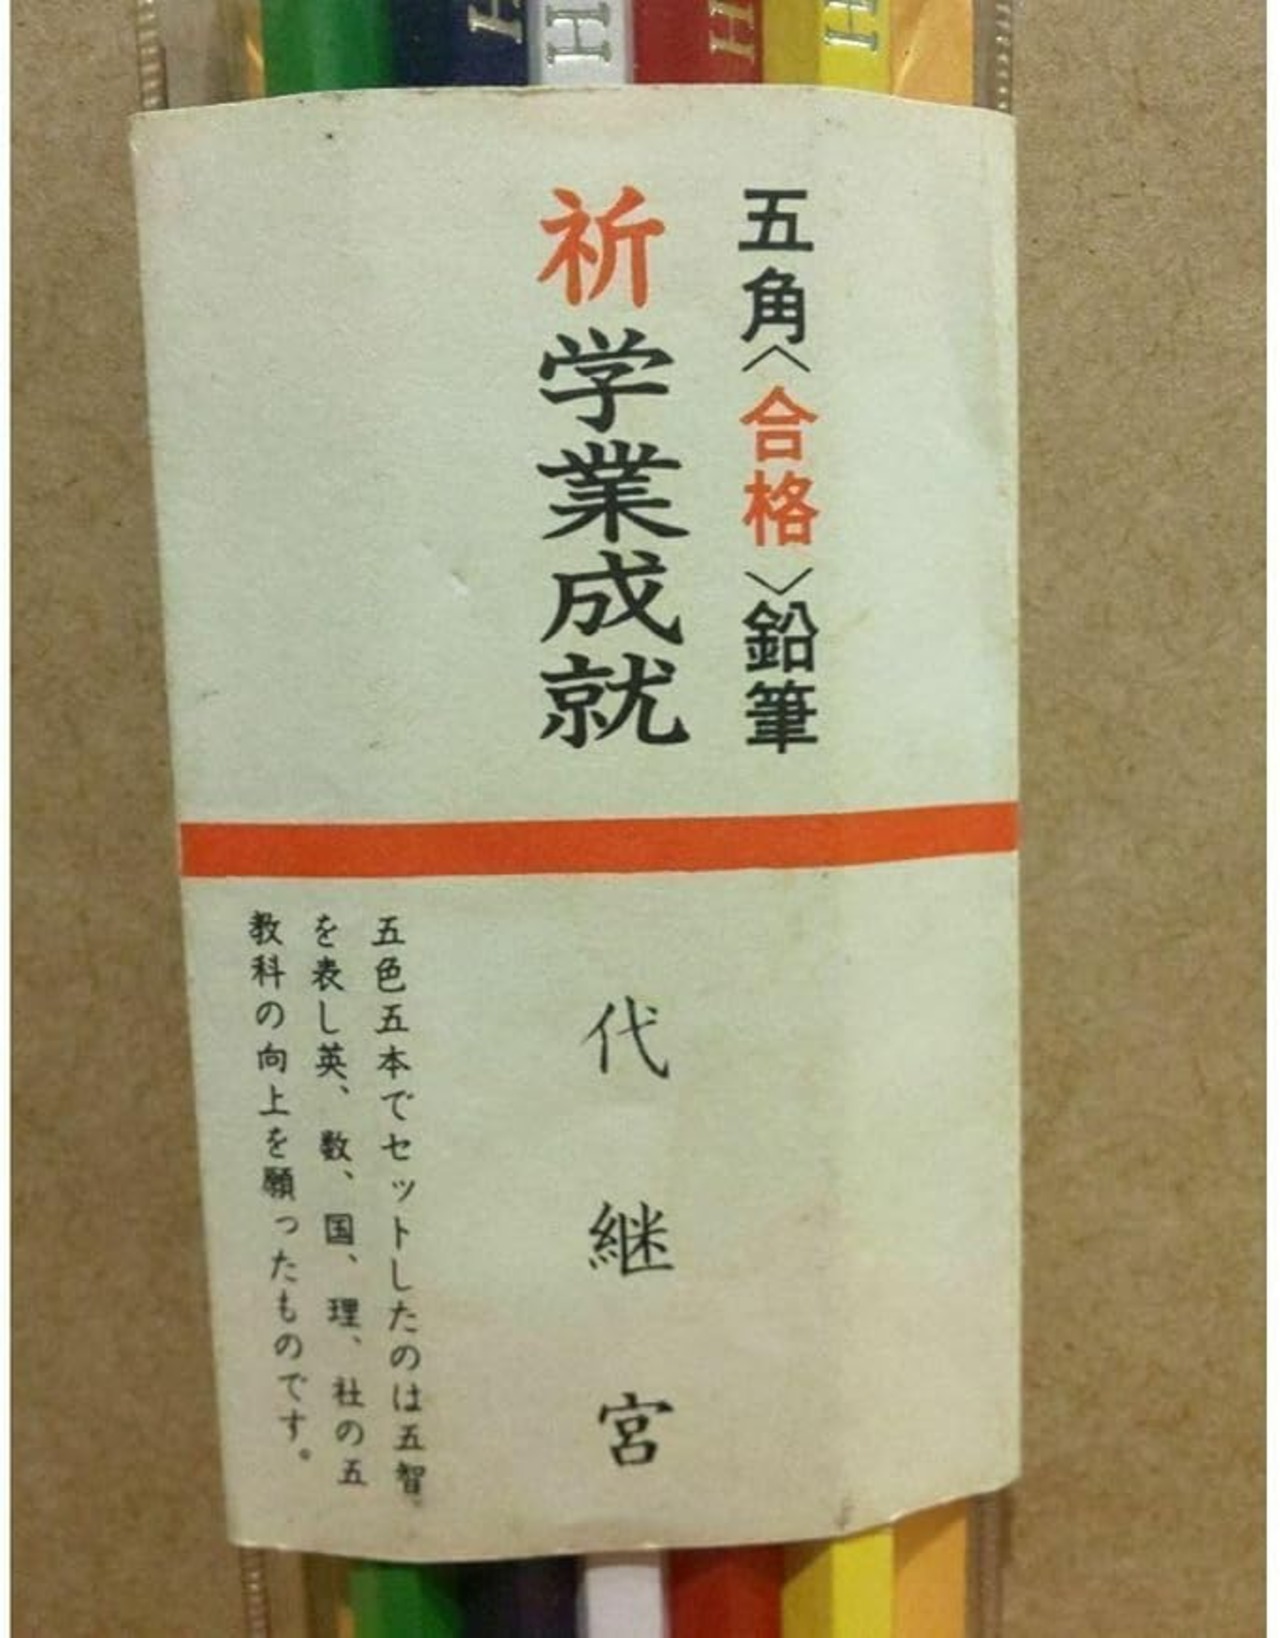 H H H H
五角〈合格〉鉛筆
祈学業成就
代継宮
五色五本でセットしたのは五智
を表し英、数、国、理、社の五
教科の向上を願ったものです。